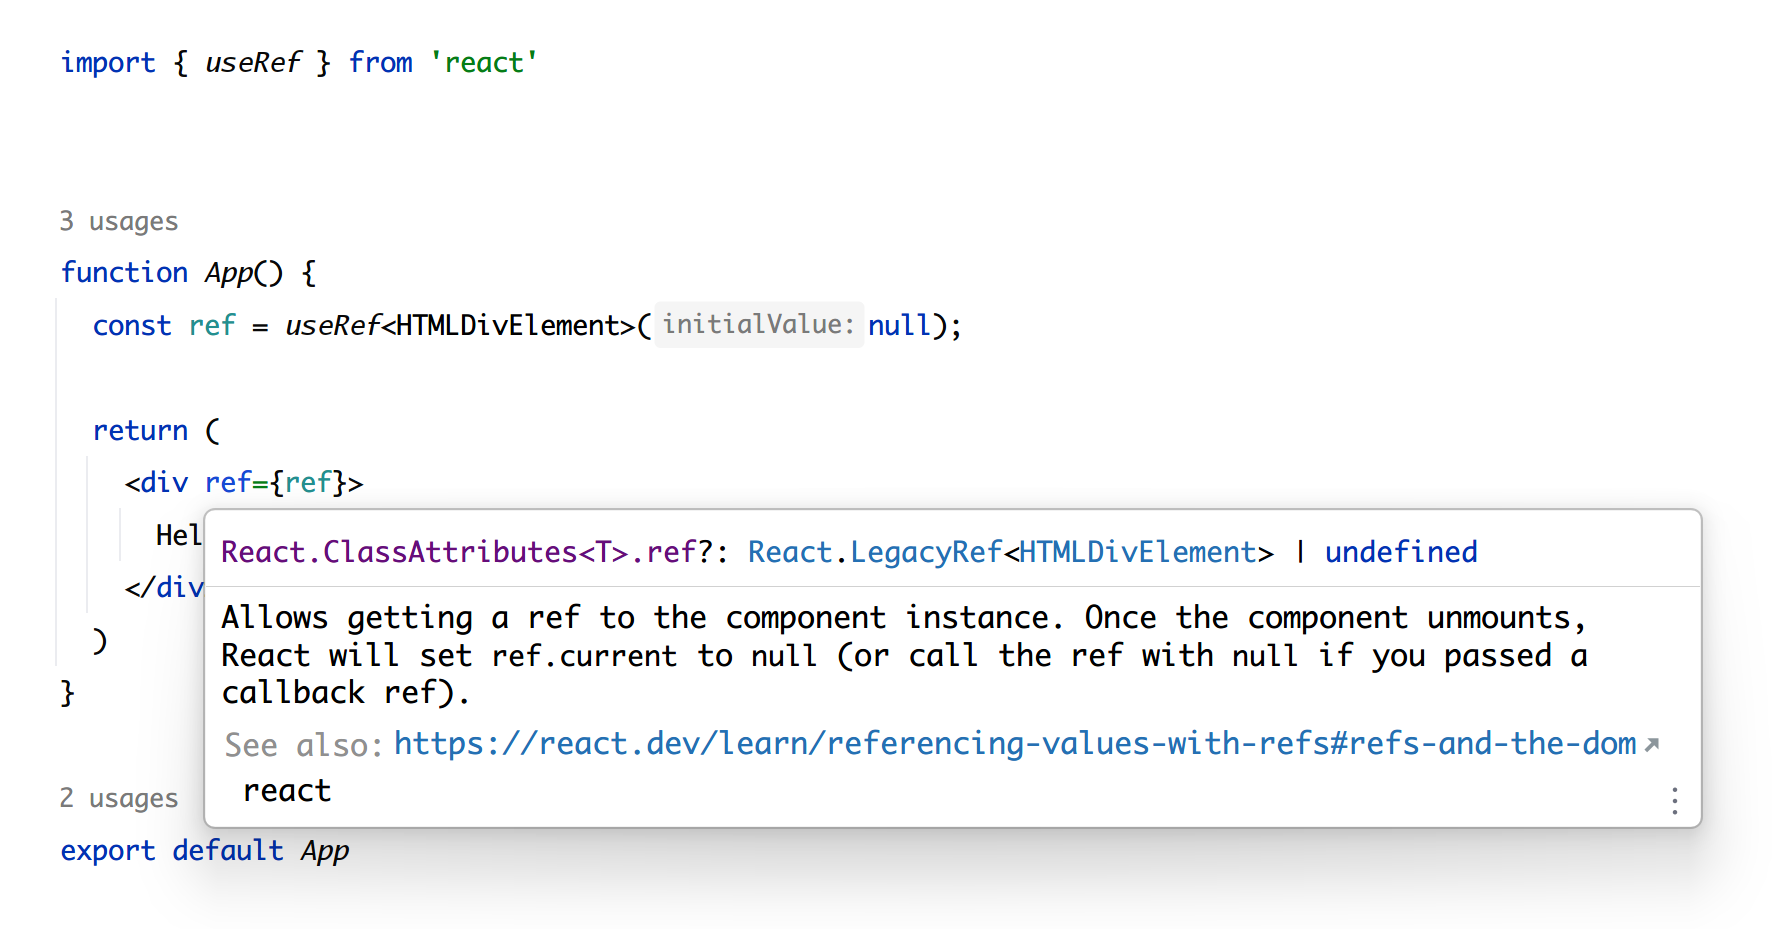 import { useRef } from 'react'
3 usages
function App() {
const ref = useRef<HTMLDivElement>(initialValue: null);
return (
<div ref={ref}>
Hel
</div
)
}
React.ClassAttributes<T>.ref?: React.LegacyRef<HTMLDivElement> | undefined
Allows getting a ref to the component instance. Once the component unmounts,
React will set ref.current to null (or call the ref with null if you passed a
callback ref).
See also: https://react.dev/learn/referencing-values-with-refs#refs-and-the-dom
react
2 usages
export default App